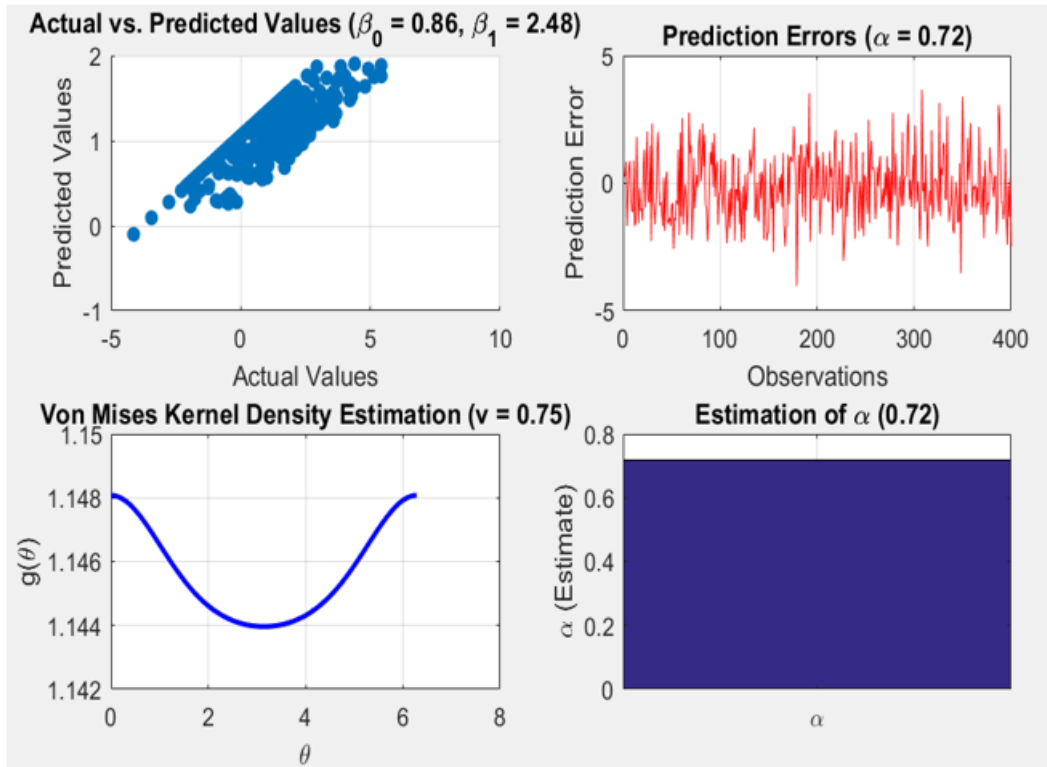 Actual vs. Predicted Values (β₀ = 0.86, β₁ = 2.48)
2
1
0
-1
Predicted Values
-5
0
5
10
Actual Values
Prediction Errors (α = 0.72)
5
0
-5
Prediction Error
0
100
200
300
400
Observations
Von Mises Kernel Density Estimation (v = 0.75)
1.15
1.148
1.146
1.144
1.142
g(θ)
0
2
4
6
8
θ
Estimation of α (0.72)
0.8
0.6
0.4
0.2
0
α (Estimate)
α